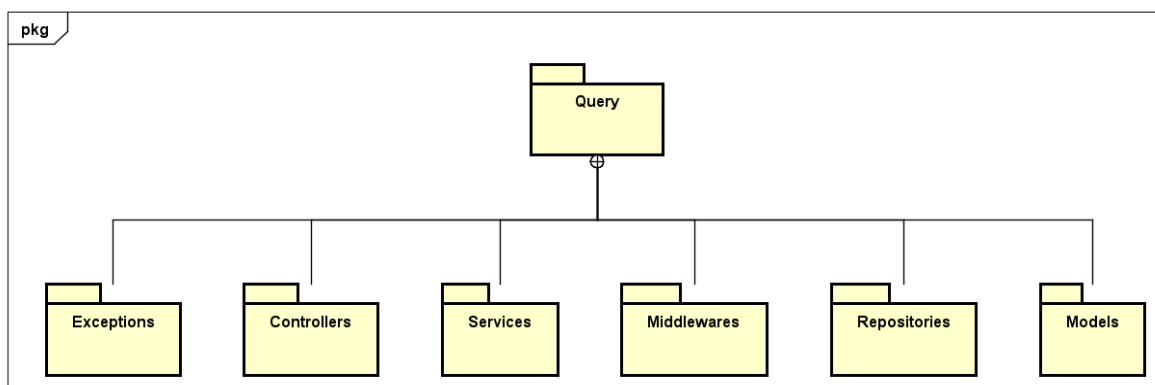 pkg
Query
Exceptions
Controllers
Services
Middlewares
Repositories
Models